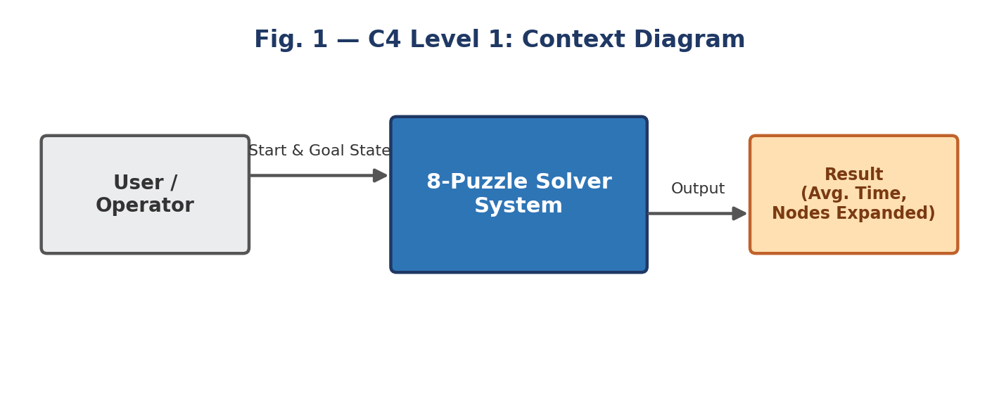 Fig. 1 — C4 Level 1: Context Diagram
User /
Operator
Start & Goal State
8-Puzzle Solver
System
Output
Result
(Avg. Time,
Nodes Expanded)